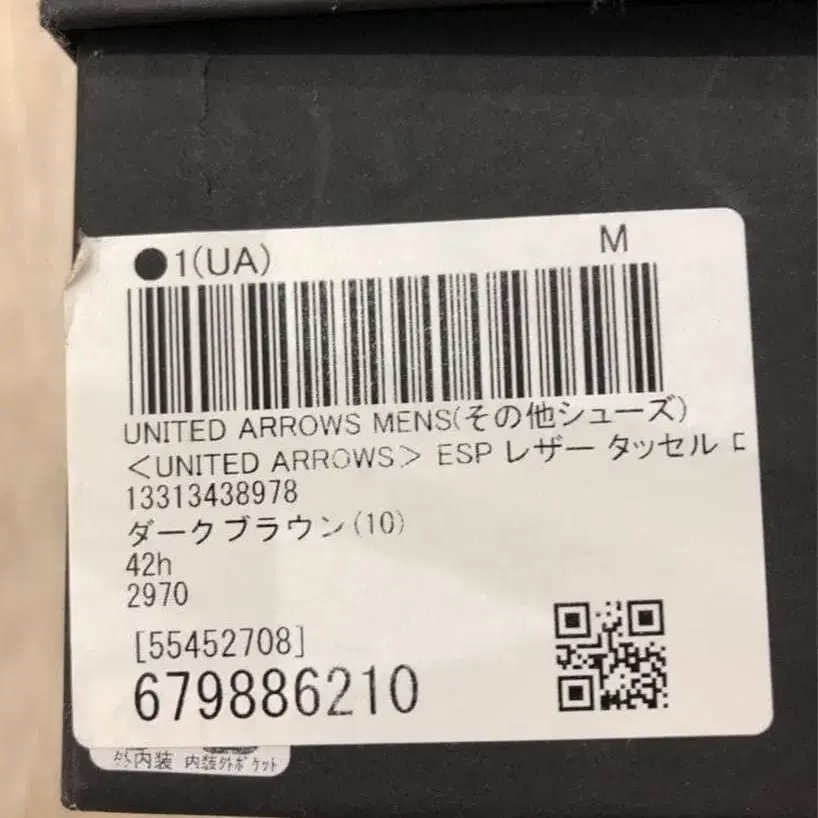 ●1(UA) M
UNITED ARROWS MENS(その他シューズ)
<UNITED ARROWS> ESP レザー タッセル ロ
13313438978
ダークブラウン(10)
42h
2970
[55452708]
679886210
外内装 内装外ポケット